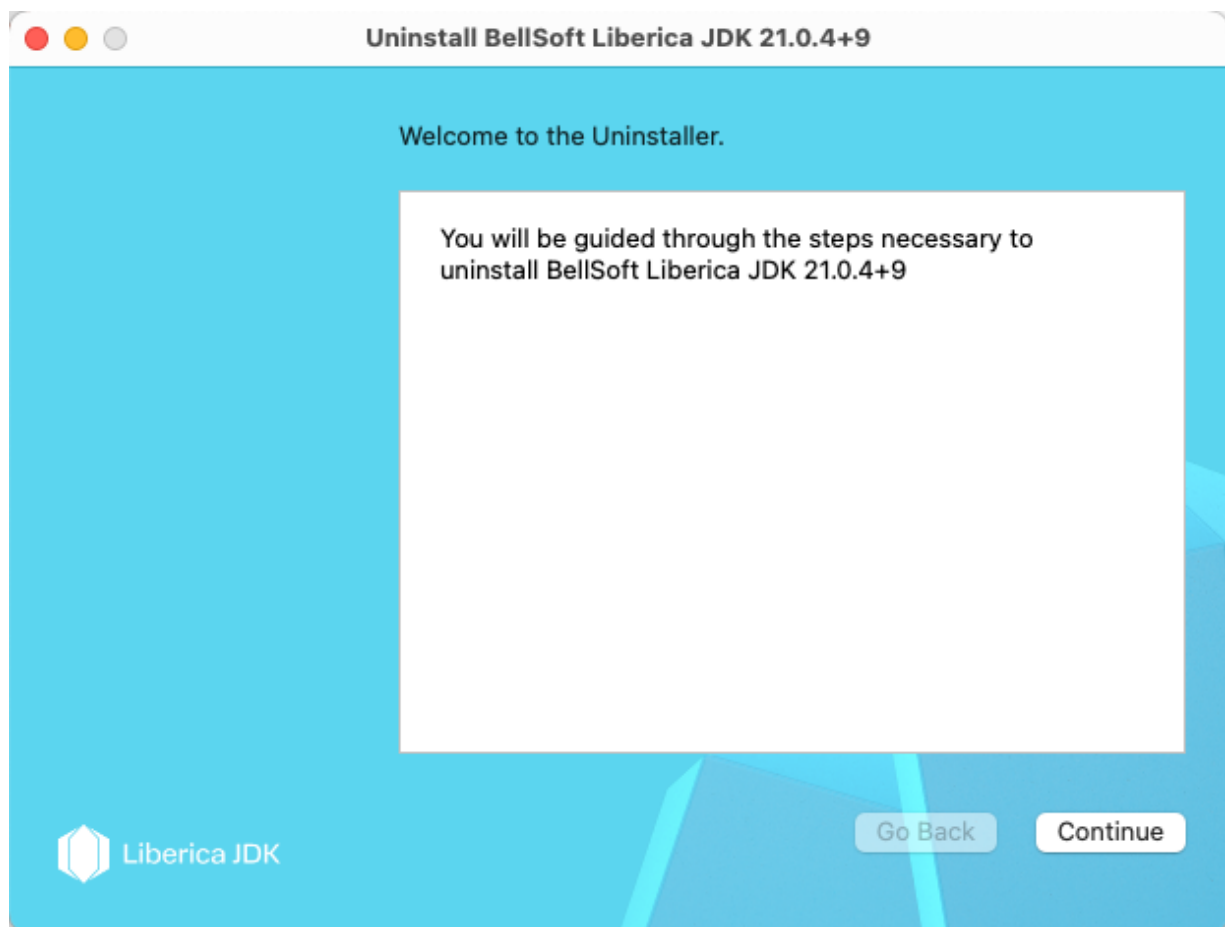 Uninstall BellSoft Liberica JDK 21.0.4+9
Welcome to the Uninstaller.
You will be guided through the steps necessary to
uninstall BellSoft Liberica JDK 21.0.4+9
Go Back
Continue
Liberica JDK